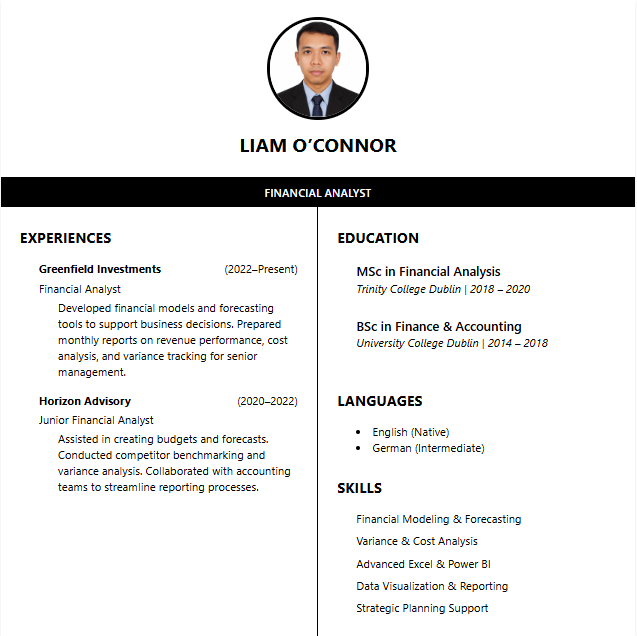 LIAM O’CONNOR
FINANCIAL ANALYST
EXPERIENCES
Greenfield Investments (2022–Present)
Financial Analyst
Developed financial models and forecasting
tools to support business decisions. Prepared
monthly reports on revenue performance, cost
analysis, and variance tracking for senior
management.
Horizon Advisory (2020–2022)
Junior Financial Analyst
Assisted in creating budgets and forecasts.
Conducted competitor benchmarking and
variance analysis. Collaborated with accounting
teams to streamline reporting processes.
EDUCATION
MSc in Financial Analysis
Trinity College Dublin | 2018 – 2020
BSc in Finance & Accounting
University College Dublin | 2014 – 2018
LANGUAGES
• English (Native)
• German (Intermediate)
SKILLS
Financial Modeling & Forecasting
Variance & Cost Analysis
Advanced Excel & Power BI
Data Visualization & Reporting
Strategic Planning Support